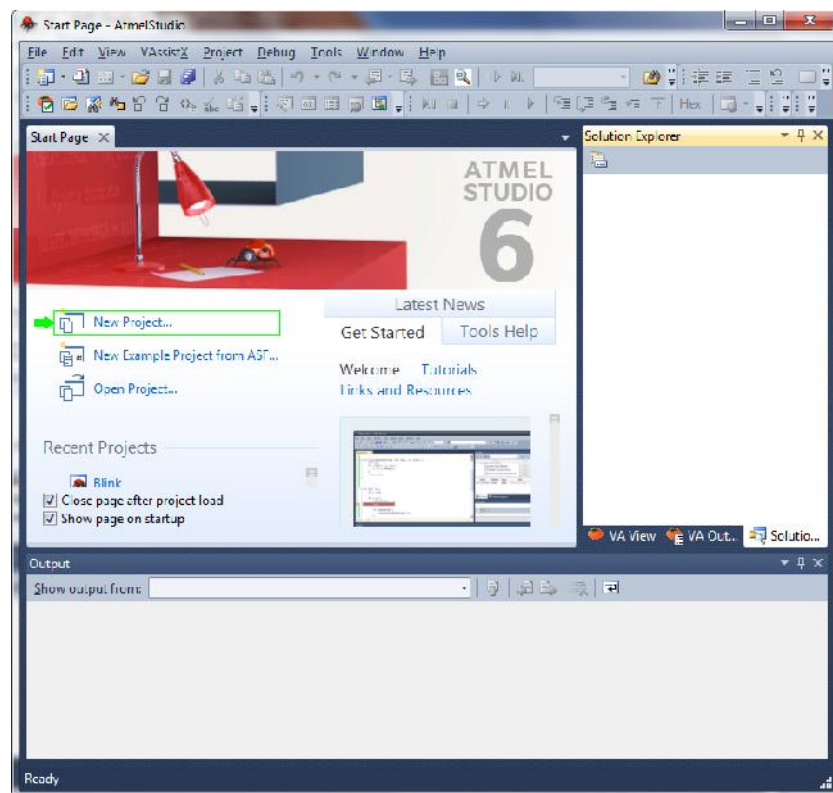 Start Page - AtmelStudio
File Edit View VAssistX Project Debug Tools Window Help
Hex
Start Page
Solution Explorer
ATMEL
STUDIO
6
New Project...
New Example Project from ASF...
Open Project...
Recent Projects
Blink
Close page after project load
Show page on startup
Latest News
Get Started Tools Help
Welcome Tutorials
Links and Resources
VA View VA Out... Solutio...
Output
Show output from:
Ready